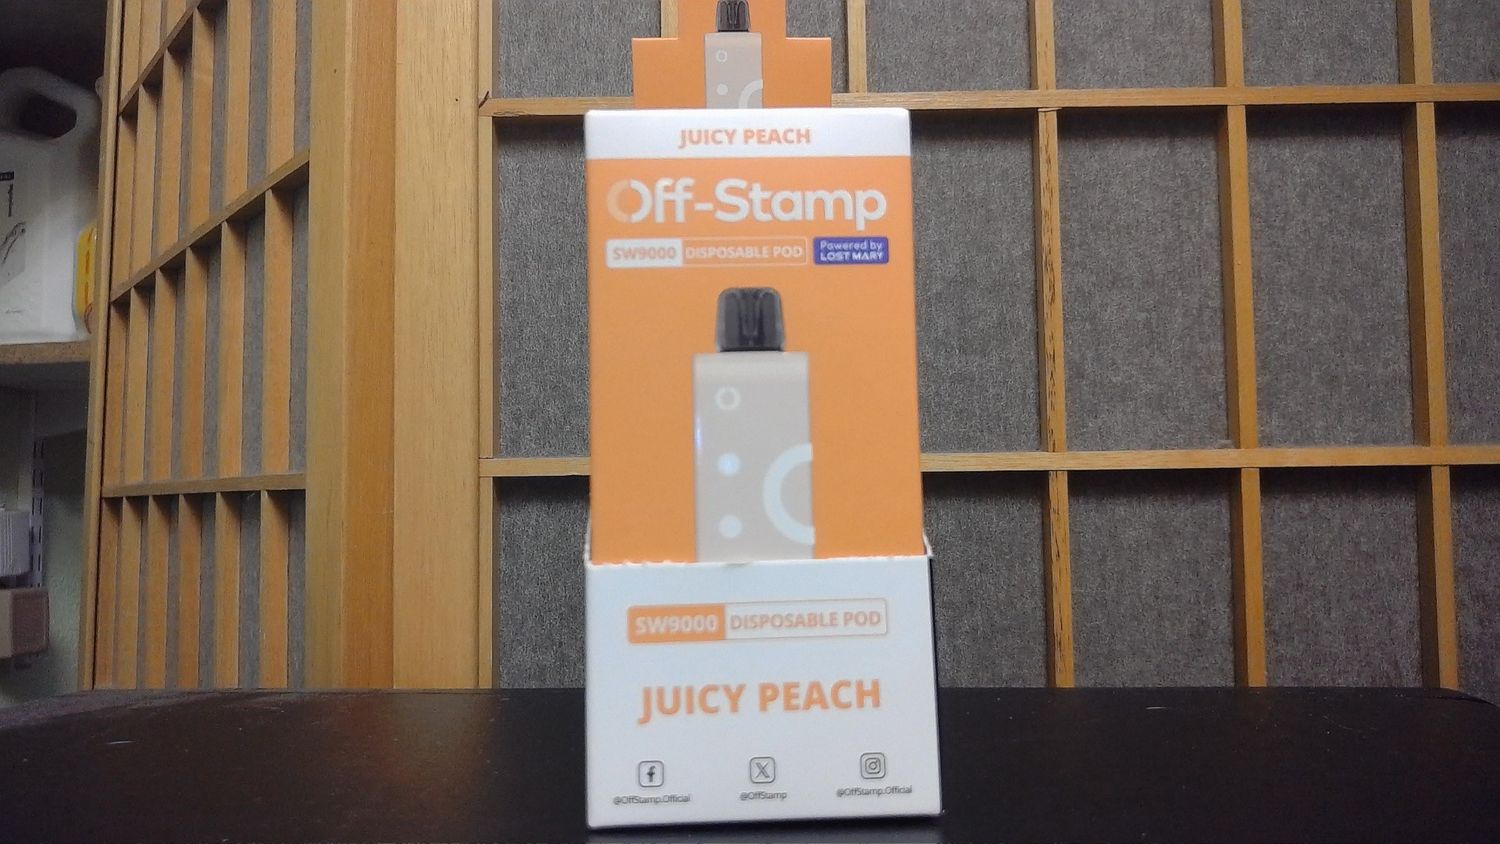 JUICY PEACH
Off-Stamp
SW9000 DISPOSABLE POD
Powered by
LOST MARY
SW9000 DISPOSABLE POD
JUICY PEACH
@OffStamp.Official
@OffStamp
@OffStamp.Official